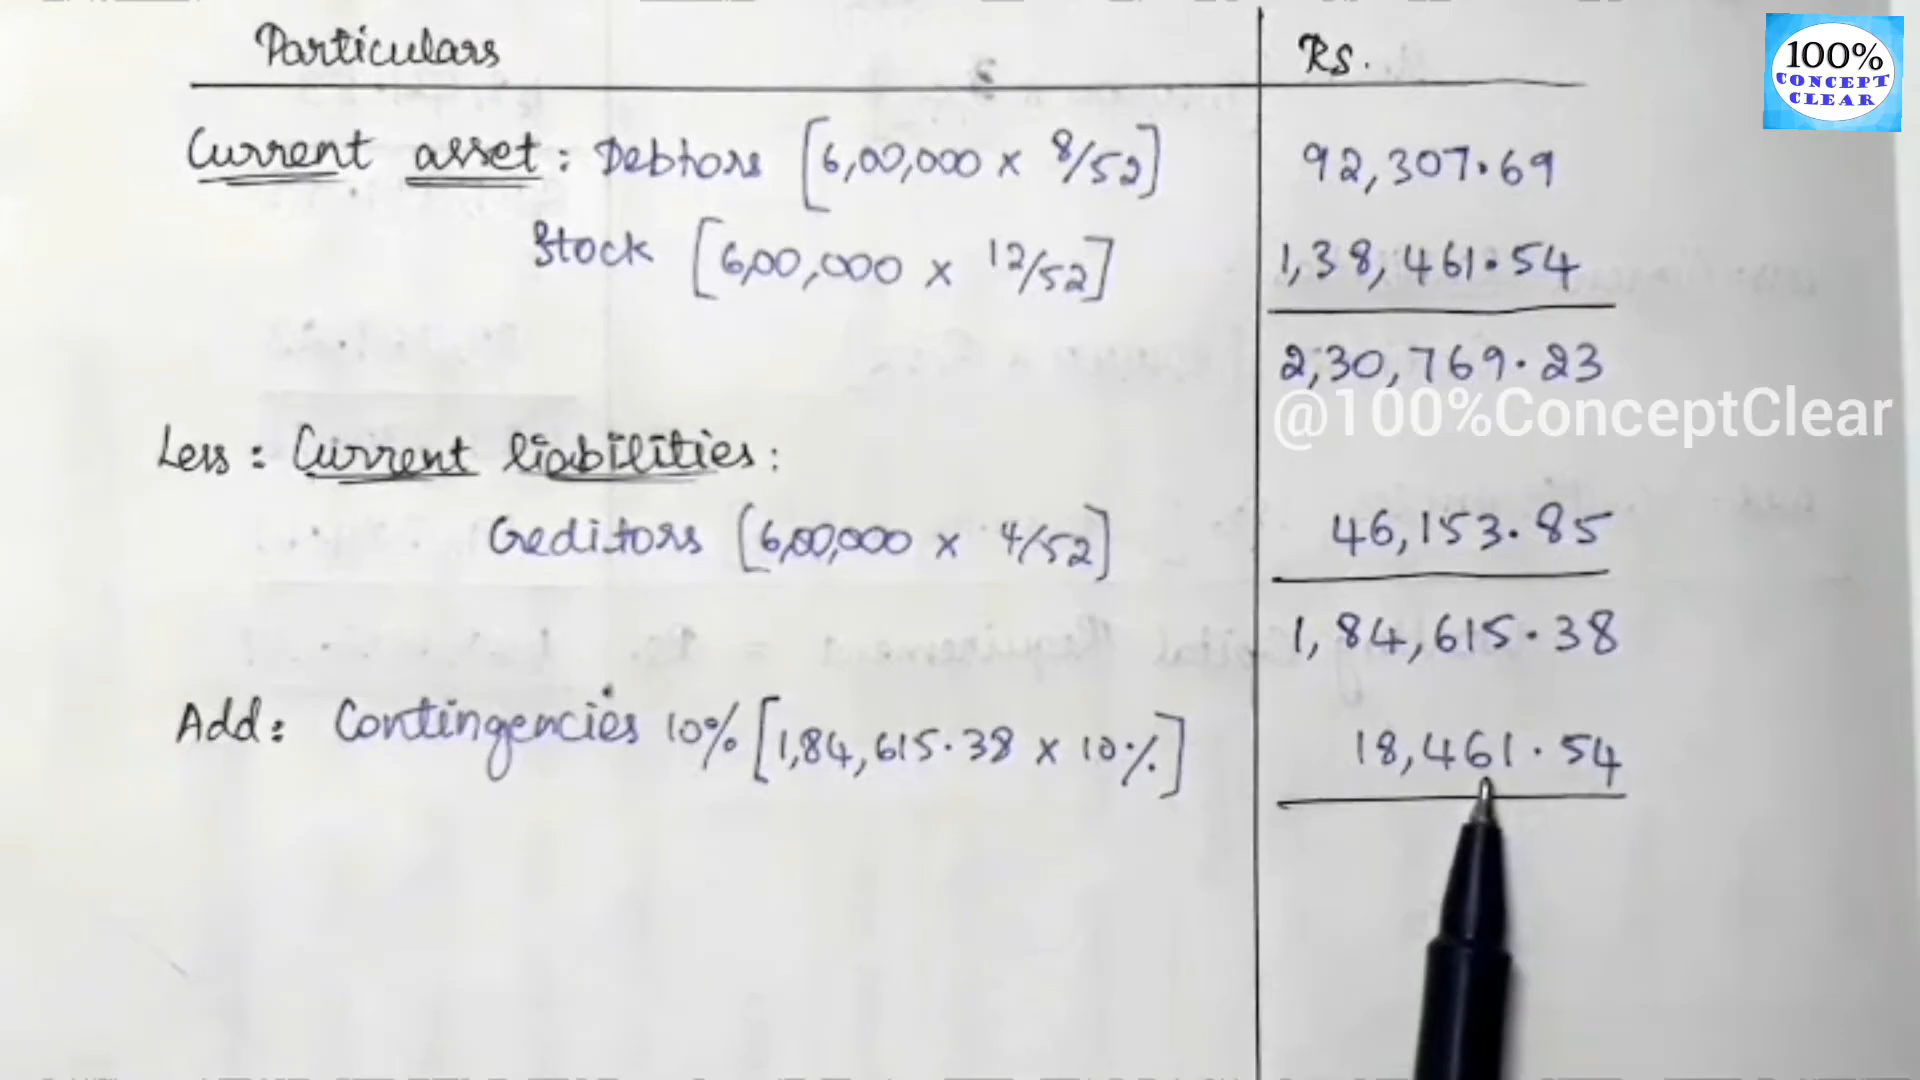 Particulars Rs.
100%
CONCEPT
CLEAR
Current asset : Debtors [6,00,000 x 8/52] 92,307.69
Stock [6,00,000 x 12/52] 1,38,461.54
2,30,769.23
@100%ConceptClear
Less : Current liabilities :
Creditors [6,00,000 x 4/52] 46,153.85
1,84,615.38
Add : Contingencies 10% [1,84,615.38 x 10%] 18,461.54